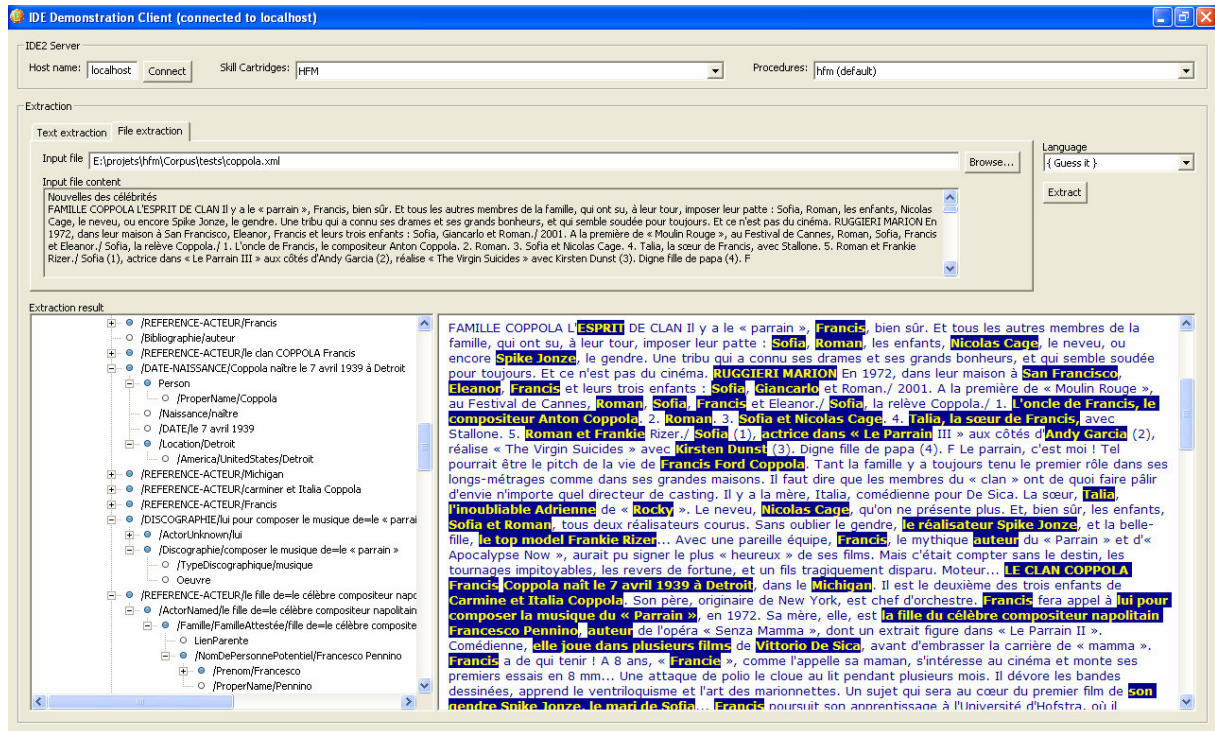 IDE Demonstration Client (connected to localhost)
IDE2 Server
Host name: localhost Connect Skill Cartridges: HFM Procedures: hfm (default)
Extraction
Text extraction File extraction
Language
Input file E:\projets\hfm\Corpus\tests\coppola.xml Browse... { Guess it }
Input file content
Extract
Nouvelles des célébrités
FAMILLE COPPOLA L'ESPRIT DE CLAN Il y a le « parrain », Francis, bien sûr. Et tous les autres membres de la famille, qui ont su, à leur tour, imposer leur patte : Sofia, Roman, les enfants, Nicolas
Cage, le neveu, ou encore Spike Jonze, le gendre. Une tribu qui a connu ses drames et ses grands bonheurs, et qui semble soudée pour toujours. Et ce n'est pas du cinéma. RUGGIERI MARION En
1972, dans leur maison à San Francisco, Eleanor, Francis et leurs trois enfants : Sofia, Giancarlo et Roman./ 2001. A la première de « Moulin Rouge », au Festival de Cannes, Roman, Sofia, Francis
et Eleanor./ Sofia, la relève Coppola./ 1. L'oncle de Francis, le compositeur Anton Coppola. 2. Roman. 3. Sofia et Nicolas Cage. 4. Talia, la sœur de Francis, avec Stallone. 5. Roman et Frankie
Rizer./ Sofia (1), actrice dans « Le Parrain III » aux côtés d'Andy Garcia (2), réalise « The Virgin Suicides » avec Kirsten Dunst (3). Digne fille de papa (4). F
Extraction result
/REFERENCE-ACTEUR/Francis
/Bibliographie/auteur
/REFERENCE-ACTEUR/le clan COPPOLA Francis
/DATE-NAISSANCE/Coppola naître le 7 avril 1939 à Detroit
Person
/ProperName/Coppola
/Naissance/naître
/DATE/le 7 avril 1939
/Location/Detroit
/America/UnitedStates/Detroit
/REFERENCE-ACTEUR/Michigan
/REFERENCE-ACTEUR/carminer et Italia Coppola
/REFERENCE-ACTEUR/Francis
/DISCOGRAPHIE/lui pour composer le musique de=le « parrai
/ActorUnknown/lui
/Discographie/composer le musique de=le « parrain »
/TypeDiscographique/musique
Oeuvre
/REFERENCE-ACTEUR/le fille de=le célèbre compositeur napo
/ActorNamed/le fille de=le célèbre compositeur napolitain
/Famille/FamilleAttestée/fille de=le célèbre composite
LienParente
/NomDePersonnePotentiel/Francesco Pennino
/Prenom/Francesco
/ProperName/Pennino
FAMILLE COPPOLA L'ESPRIT DE CLAN Il y a le « parrain », Francis, bien sûr. Et tous les autres membres de la
famille, qui ont su, à leur tour, imposer leur patte : Sofia, Roman, les enfants, Nicolas Cage, le neveu, ou
encore Spike Jonze, le gendre. Une tribu qui a connu ses drames et ses grands bonheurs, et qui semble soudée
pour toujours. Et ce n'est pas du cinéma. RUGGIERI MARION En 1972, dans leur maison à San Francisco,
Eleanor, Francis et leurs trois enfants : Sofia, Giancarlo et Roman./ 2001. A la première de « Moulin Rouge »,
au Festival de Cannes, Roman, Sofia, Francis et Eleanor./ Sofia, la relève Coppola./ 1. L'oncle de Francis, le
compositeur Anton Coppola. 2. Roman. 3. Sofia et Nicolas Cage. 4. Talia, la sœur de Francis, avec
Stallone. 5. Roman et Frankie Rizer./ Sofia (1), actrice dans « Le Parrain III » aux côtés d'Andy Garcia (2),
réalise « The Virgin Suicides » avec Kirsten Dunst (3). Digne fille de papa (4). F Le parrain, c'est moi ! Tel
pourrait être le pitch de la vie de Francis Ford Coppola. Tant la famille y a toujours tenu le premier rôle dans ses
longs-métrages comme dans ses grandes maisons. Il faut dire que les membres du « clan » ont de quoi faire pâlir
d'envie n'importe quel directeur de casting. Il y a la mère, Italia, comédienne pour De Sica. La sœur, Talia,
l'inoubliable Adrienne de « Rocky ». Le neveu, Nicolas Cage, qu'on ne présente plus. Et, bien sûr, les enfants,
Sofia et Roman, tous deux réalisateurs courus. Sans oublier le gendre, le réalisateur Spike Jonze, et la belle-
fille, le top model Frankie Rizer... Avec une pareille équipe, Francis, le mythique auteur du « Parrain » et d'«
Apocalypse Now », aurait pu signer le plus « heureux » de ses films. Mais c'était compter sans le destin, les
tournages impitoyables, les revers de fortune, et un fils tragiquement disparu. Moteur... LE CLAN COPPOLA
Francis Coppola naît le 7 avril 1939 à Detroit, dans le Michigan. Il est le deuxième des trois enfants de
Carmine et Italia Coppola. Son père, originaire de New York, est chef d'orchestre. Francis fera appel à lui pour
composer la musique du « Parrain », en 1972. Sa mère, elle, est la fille du célèbre compositeur napolitain
Francesco Pennino, auteur de l'opéra « Senza Mamma », dont un extrait figure dans « Le Parrain II ».
Comédienne, elle joue dans plusieurs films de Vittorio De Sica, avant d'embrasser la carrière de « mamma ».
Francis a de qui tenir ! A 8 ans, « Francie », comme l'appelle sa maman, s'intéresse au cinéma et monte ses
premiers essais en 8 mm... Une attaque de polio le cloue au lit pendant plusieurs mois. Il dévore les bandes
dessinées, apprend le ventriloquisme et l'art des marionnettes. Un sujet qui sera au cœur du premier film de son
gendre Spike Jonze, le mari de Sofia... Francis poursuit son apprentissage à l'Université d'Hofstra, où il